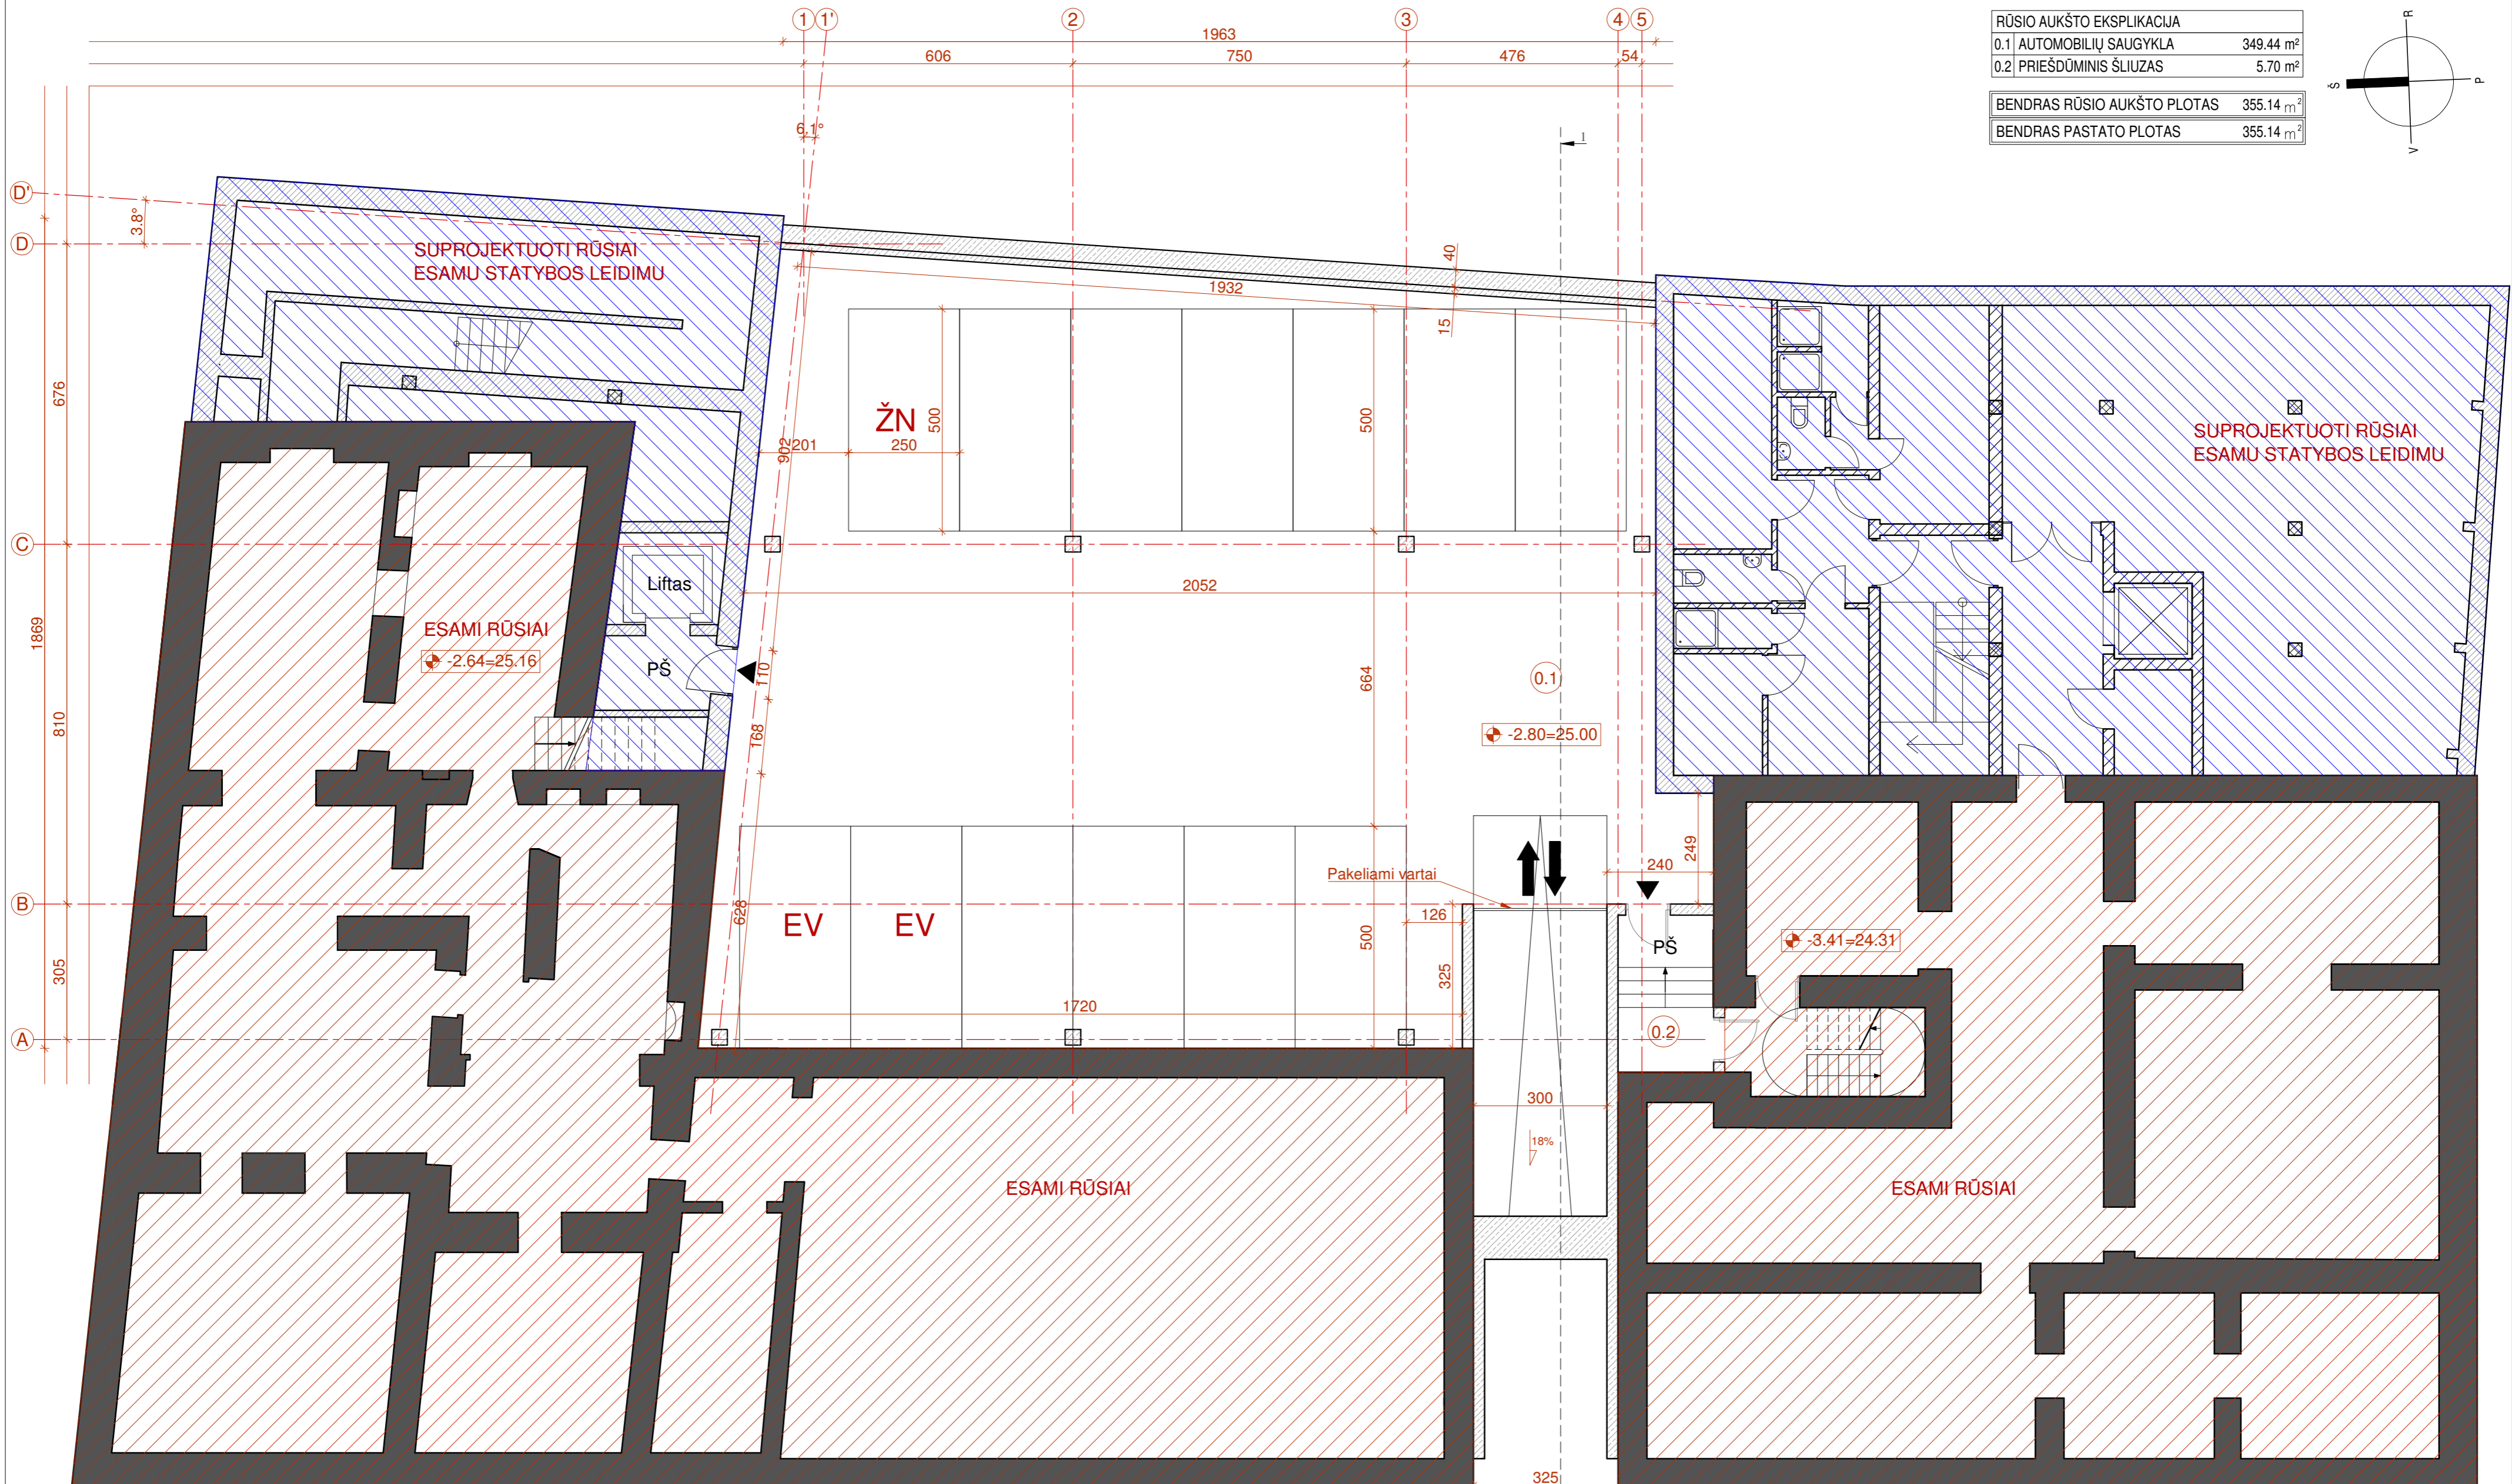 1 1' 2 3 4 5
1963
606 750 476 54
RŪSIO AUKŠTO EKSPLIKACIJA
0.1 AUTOMOBILIŲ SAUGYKLA 349.44 m²
0.2 PRIEŠDŪMINIS ŠLIUZAS 5.70 m²
BENDRAS RŪSIO AUKŠTO PLOTAS 355.14 m²
BENDRAS PASTATO PLOTAS 355.14 m²
R
Š
P
V
6,1°
1
D'
3.8°
D
SUPROJEKTUOTI RŪSIAI
ESAMU STATYBOS LEIDIMU
40
1932
15
676
ŽN
500
500
902
201
250
SUPROJEKTUOTI RŪSIAI
ESAMU STATYBOS LEIDIMU
C
Liftas
2052
1869
ESAMI RŪSIAI
-2.64=25.16
PŠ
110
664
0.1
810
168
-2.80=25.00
249
240
Pakeliami vartai
B
628
EV EV
126
500
325
PŠ
-3.41=24.31
305
1720
A
0.2
300
18%
ESAMI RŪSIAI
ESAMI RŪSIAI
325